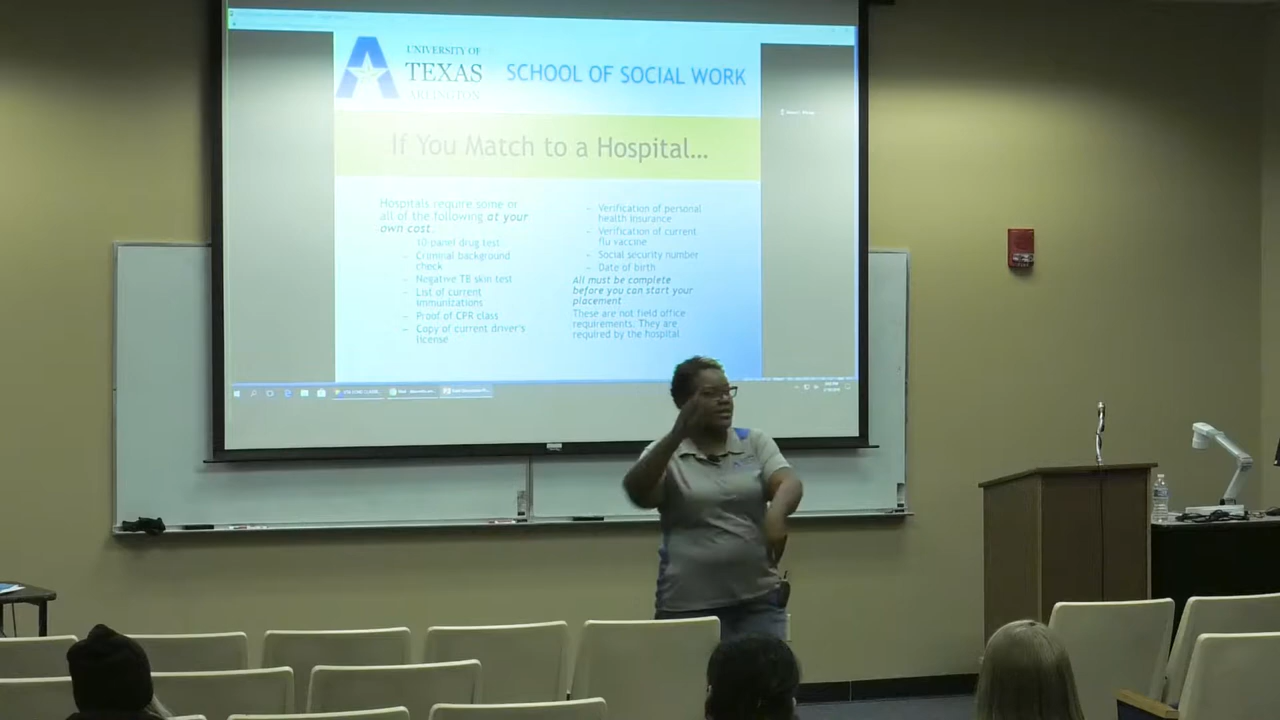 UNIVERSITY OF
TEXAS
ARLINGTON
SCHOOL OF SOCIAL WORK
If You Match to a Hospital...
Hospitals require some or
all of the following at your
own cost.
10-panel drug test
– Criminal background
check
– Negative TB skin test
– List of current
immunizations
– Proof of CPR class
– Copy of current driver's
license
– Verification of personal
health insurance
– Verification of current
flu vaccine
– Social security number
– Date of birth
All must be complete
before you can start your
placement
These are not field office
requirements. They are
required by the hospital